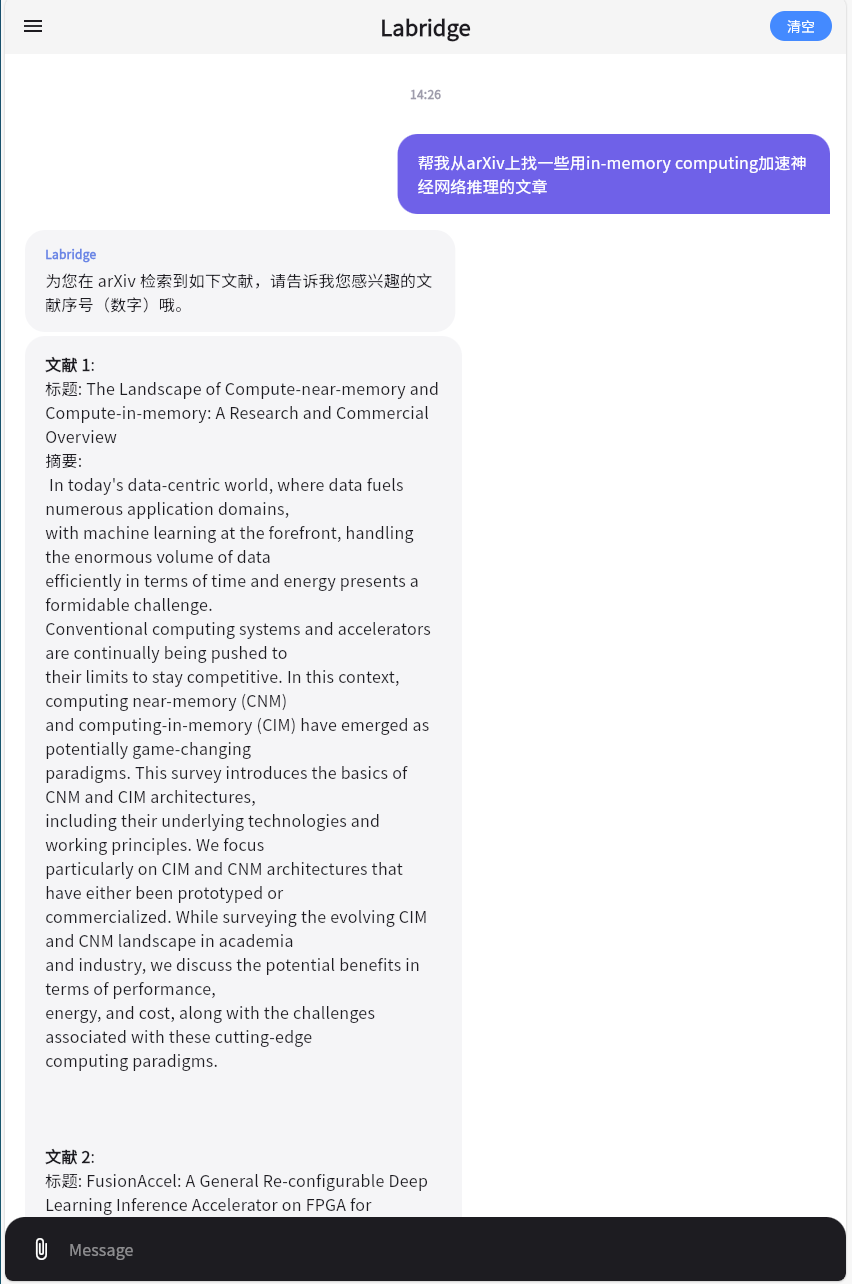 Labridge
清空
14:26
帮我从arXiv上找一些用in-memory computing加速神
经网络推理的文章
Labridge
为您在 arXiv 检索到如下文献，请告诉我您感兴趣的文
献序号（数字）哦。
文献 1:
标题: The Landscape of Compute-near-memory and
Compute-in-memory: A Research and Commercial
Overview
摘要:
In today's data-centric world, where data fuels
numerous application domains,
with machine learning at the forefront, handling
the enormous volume of data
efficiently in terms of time and energy presents a
formidable challenge.
Conventional computing systems and accelerators
are continually being pushed to
their limits to stay competitive. In this context,
computing near-memory (CNM)
and computing-in-memory (CIM) have emerged as
potentially game-changing
paradigms. This survey introduces the basics of
CNM and CIM architectures,
including their underlying technologies and
working principles. We focus
particularly on CIM and CNM architectures that
have either been prototyped or
commercialized. While surveying the evolving CIM
and CNM landscape in academia
and industry, we discuss the potential benefits in
terms of performance,
energy, and cost, along with the challenges
associated with these cutting-edge
computing paradigms.
文献 2:
标题: FusionAccel: A General Re-configurable Deep
Learning Inference Accelerator on FPGA for
Message